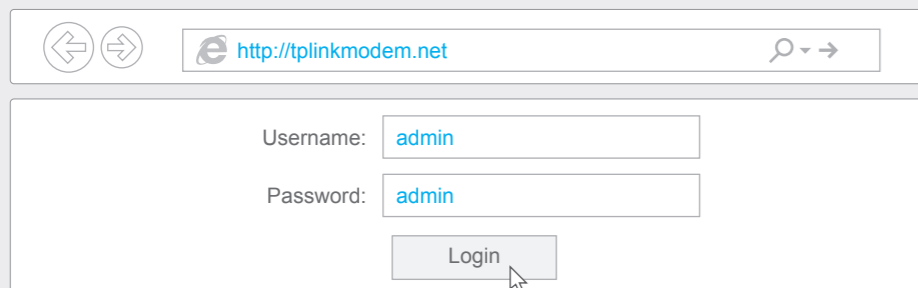 http://tplinkmodem.net
Username: admin
Password: admin
Login